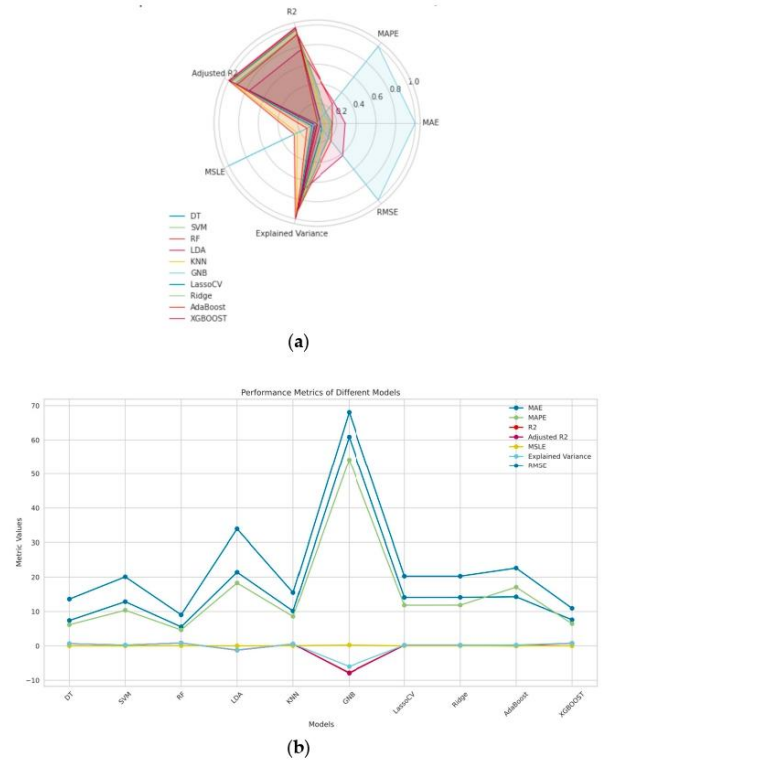 R2
MAPE
Adjusted R2
1.0
0.8
0.6
0.4
0.2
MAE
MSLE
RMSE
Explained Variance
DT
SVM
RF
LDA
KNN
GNB
LassoCV
Ridge
AdaBoost
XGBOOST
(a)
Performance Metrics of Different Models
70
60
50
40
30
20
10
0
−10
Metric Values
MAE
MAPE
R2
Adjusted R2
MSLE
Explained Variance
RMSE
DT
SVM
RF
LDA
KNN
GNB
LassoCV
Ridge
AdaBoost
XGBOOST
Models
(b)